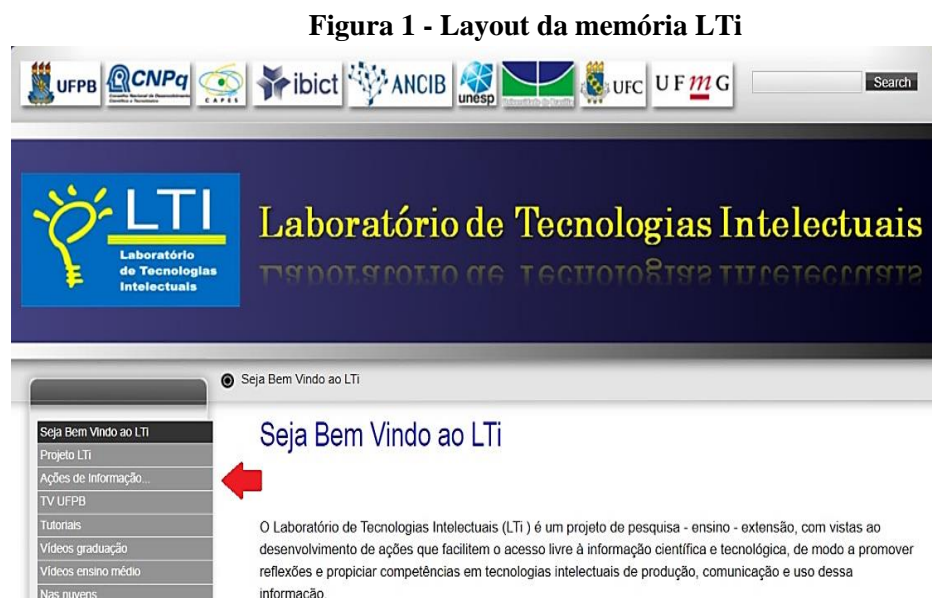 Figura 1 - Layout da memória LTi
UFPB CNPq CAPES ibict ANCIB unesp Universidade de Brasília UFC UFmG Search
LTI
Laboratório
de Tecnologias
Intelectuais
Laboratório de Tecnologias Intelectuais
Seja Bem Vindo ao LTi
Seja Bem Vindo ao LTi
Projeto LTi
Ações de Informação...
TV UFPB
Tutoriais
Vídeos graduação
Vídeos ensino médio
Nas nuvens
Seja Bem Vindo ao LTi
O Laboratório de Tecnologias Intelectuais (LTi ) é um projeto de pesquisa - ensino - extensão, com vistas ao
desenvolvimento de ações que facilitem o acesso livre à informação científica e tecnológica, de modo a promover
reflexões e propiciar competências em tecnologias intelectuais de produção, comunicação e uso dessa
informação.